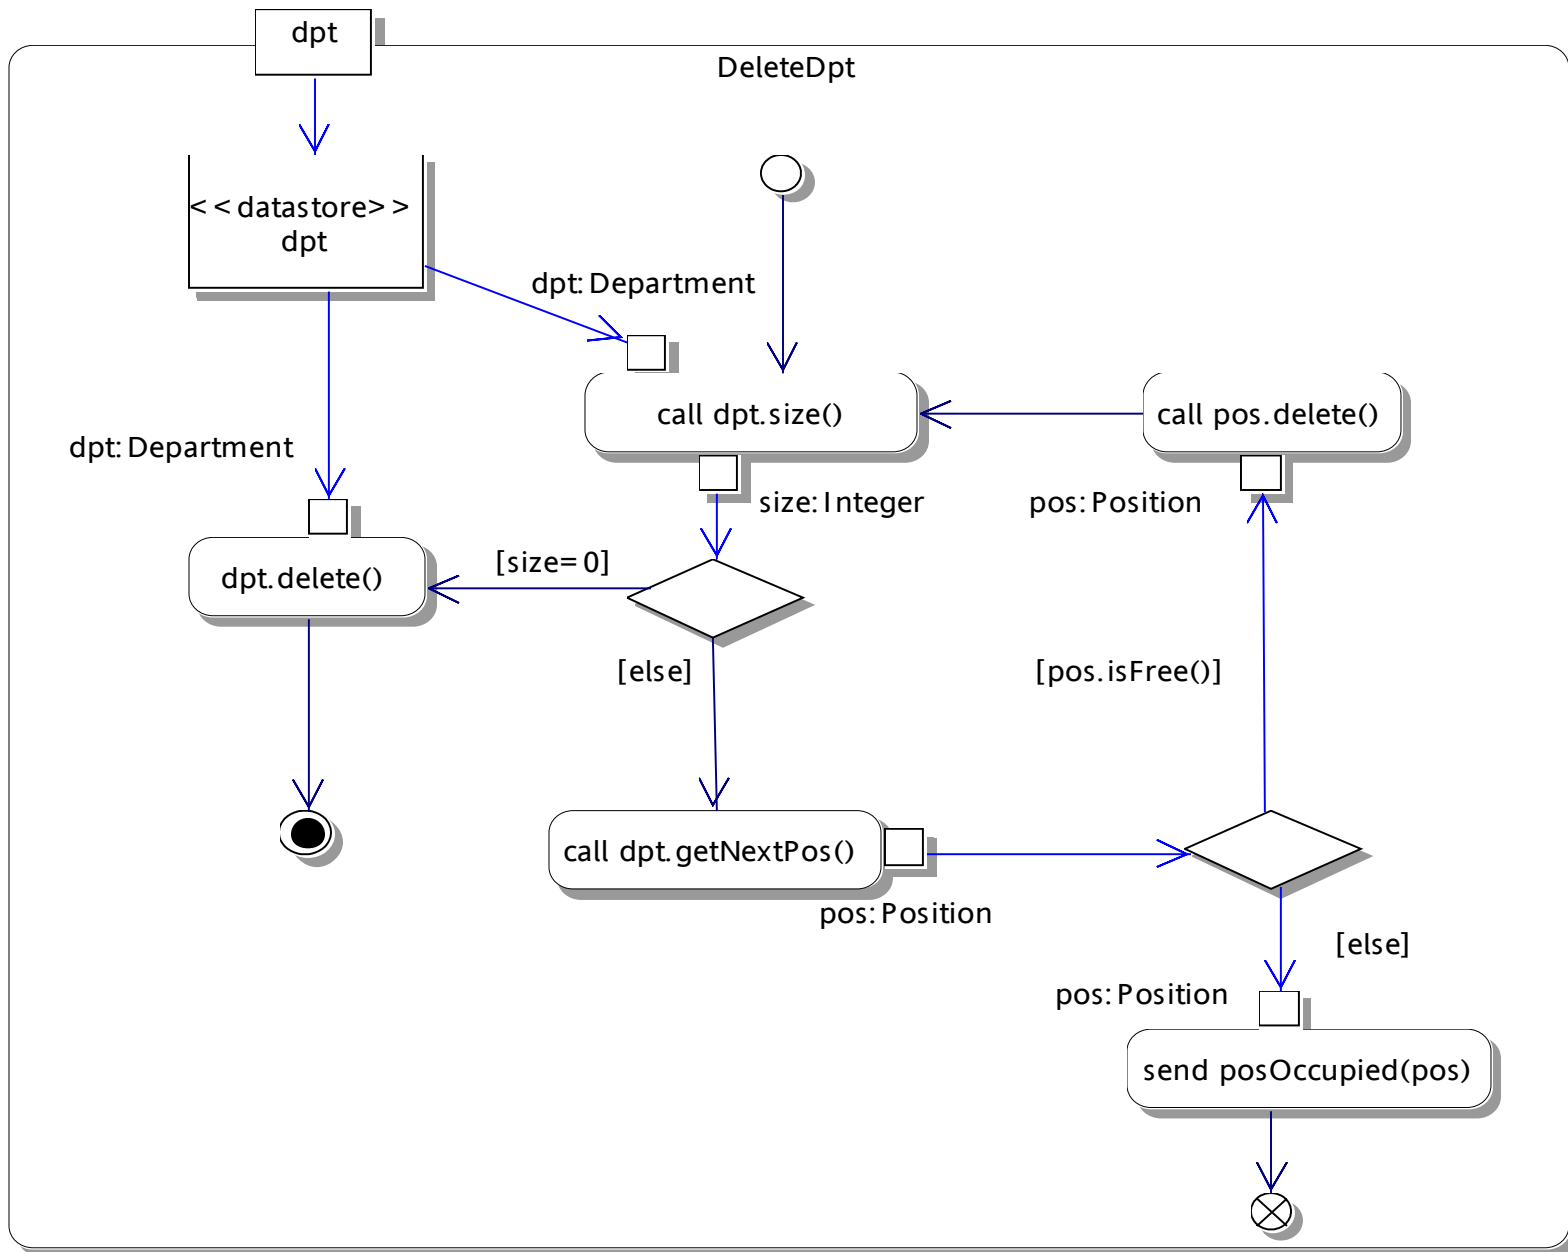 dpt
DeleteDpt
<<datastore>>
dpt
dpt:Department
dpt:Department
call dpt.size()
call pos.delete()
size:Integer
pos:Position
[size=0]
dpt.delete()
[else]
[pos.isFree()]
call dpt.getNextPos()
pos:Position
[else]
pos:Position
send posOccupied(pos)